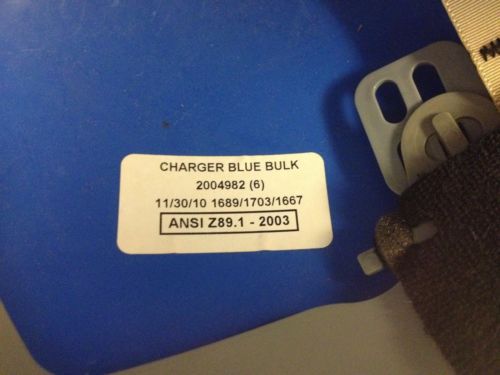 CHARGER BLUE BULK
2004982 (6)
11/30/10 1689/1703/1667
ANSI Z89.1 - 2003